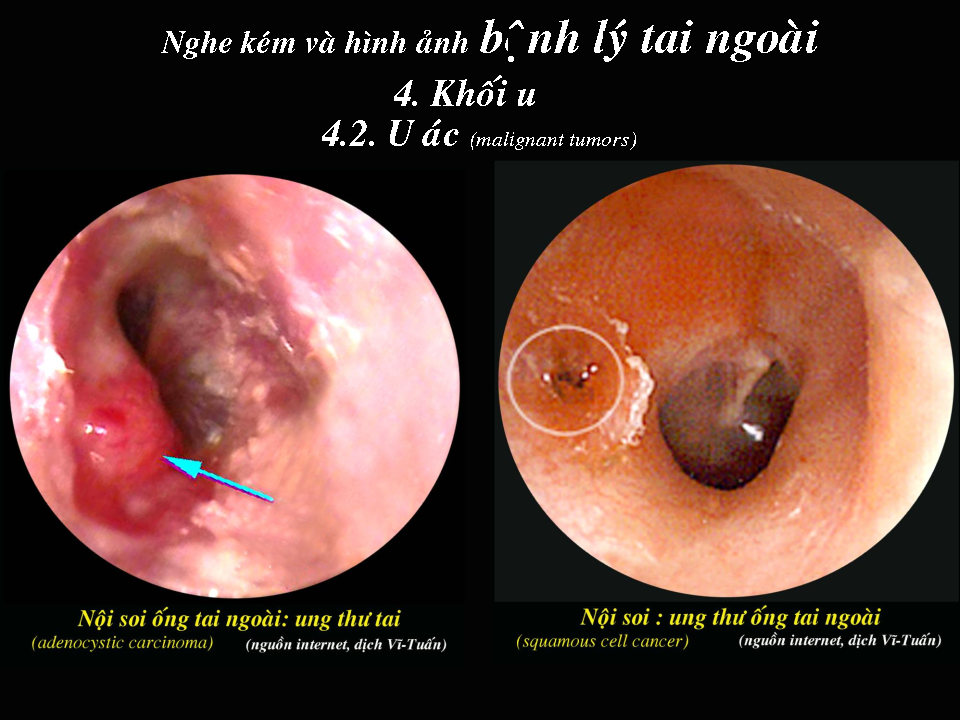 Nghe kém và hình ảnh bệnh lý tai ngoài
4. Khối u
4.2. U ác (malignant tumors)
Nội soi ống tai ngoài: ung thư tai
(adenocystic carcinoma) (nguồn internet, dịch Vĩ-Tuấn)
Nội soi : ung thư ống tai ngoài
(squamous cell cancer) (nguồn internet, dịch Vĩ-Tuấn)